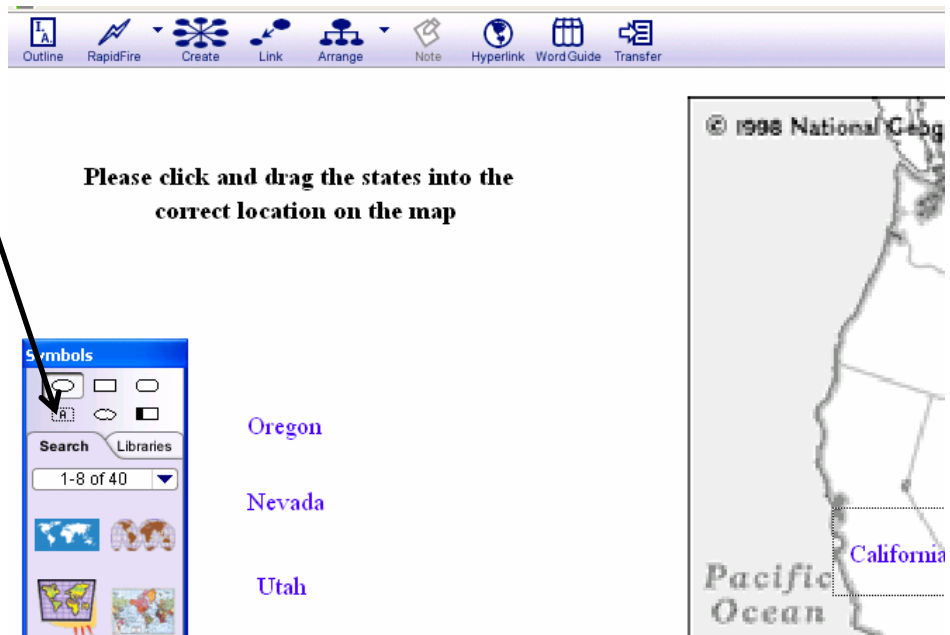 Outline RapidFire Create Link Arrange Note Hyperlink Word Guide Transfer
© 1998 National
Please click and drag the states into the
correct location on the map
Symbols
A
Search Libraries
1-8 of 40
Oregon
Nevada
Utah
California
Pacific
Ocean